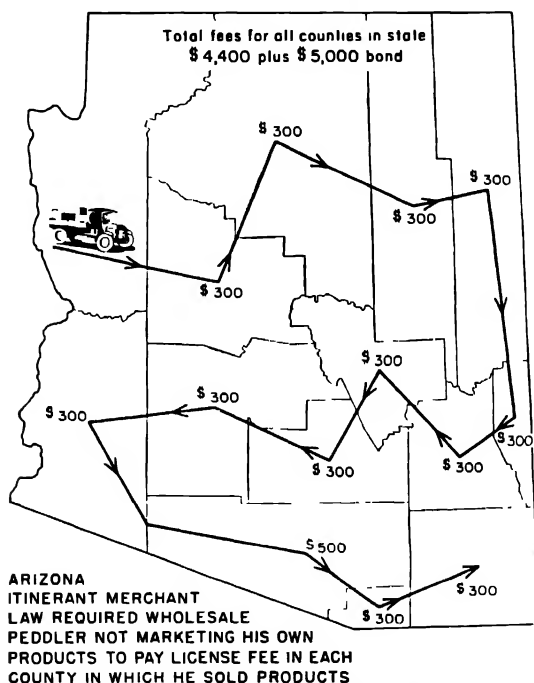 Total fees for all counties in state
$4,400 plus $5,000 bond
$300
$300
$300
$300
$300
$300
$300
$300
$300
$300
$500
$300
$300
ARIZONA
ITINERANT MERCHANT
LAW REQUIRED WHOLESALE
PEDDLER NOT MARKETING HIS OWN
PRODUCTS TO PAY LICENSE FEE IN EACH
COUNTY IN WHICH HE SOLD PRODUCTS